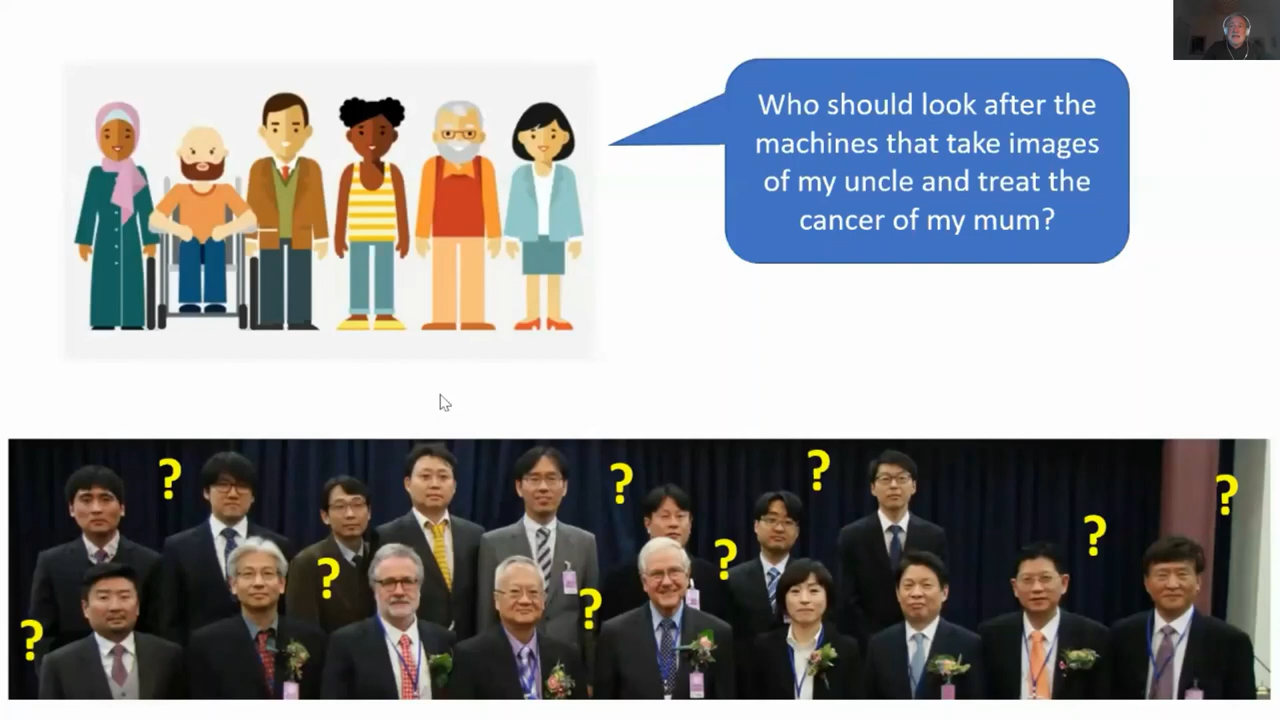 Who should look after the
machines that take images
of my uncle and treat the
cancer of my mum?
?
?
?
?
?
?
?
?
?